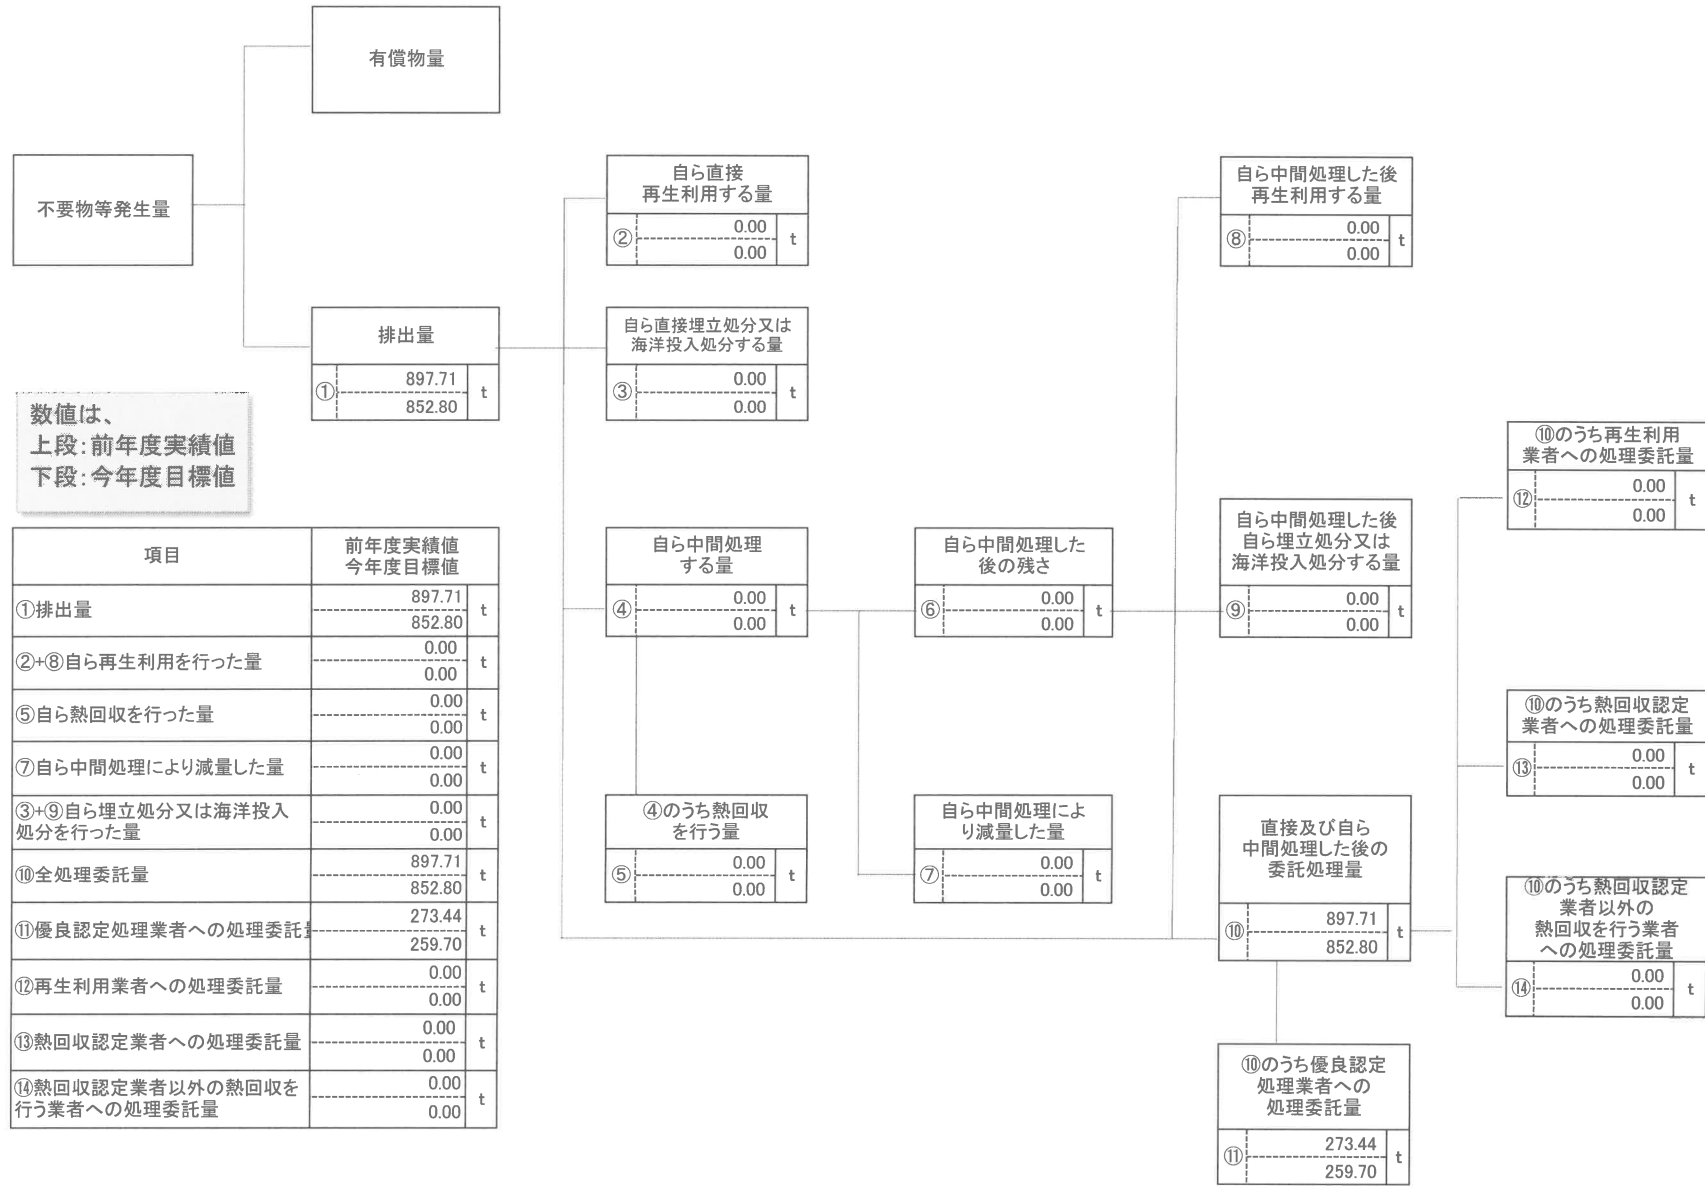 有償物量
不要物等発生量
排出量
①
897.71
852.80
t
数値は、
上段:前年度実績値
下段:今年度目標値
自ら直接
再生利用する量
②
0.00
0.00
t
自ら直接埋立処分又は
海洋投入処分する量
③
0.00
0.00
t
自ら中間処理
する量
④
0.00
0.00
t
④のうち熱回収
を行う量
⑤
0.00
0.00
t
自ら中間処理した
後の残さ
⑥
0.00
0.00
t
自ら中間処理によ
り減量した量
⑦
0.00
0.00
t
自ら中間処理した後
再生利用する量
⑧
0.00
0.00
t
自ら中間処理した後
自ら埋立処分又は
海洋投入処分する量
⑨
0.00
0.00
t
直接及び自ら
中間処理した後の
委託処理量
⑩
897.71
852.80
t
⑩のうち優良認定
処理業者への
処理委託量
⑪
273.44
259.70
t
⑩のうち再生利用
業者への処理委託量
⑫
0.00
0.00
t
⑩のうち熱回収認定
業者への処理委託量
⑬
0.00
0.00
t
⑩のうち熱回収認定
業者以外の
熱回収を行う業者
への処理委託量
⑭
0.00
0.00
t
項目
前年度実績値
今年度目標値
①排出量
897.71
852.80
t
②+⑧自ら再生利用を行った量
0.00
0.00
t
⑤自ら熱回収を行った量
0.00
0.00
t
⑦自ら中間処理により減量した量
0.00
0.00
t
③+⑨自ら埋立処分又は海洋投入
処分を行った量
0.00
0.00
t
⑩全処理委託量
897.71
852.80
t
⑪優良認定処理業者への処理委託
273.44
259.70
t
⑫再生利用業者への処理委託量
0.00
0.00
t
⑬熱回収認定業者への処理委託量
0.00
0.00
t
⑭熱回収認定業者以外の熱回収を
行う業者への処理委託量
0.00
0.00
t